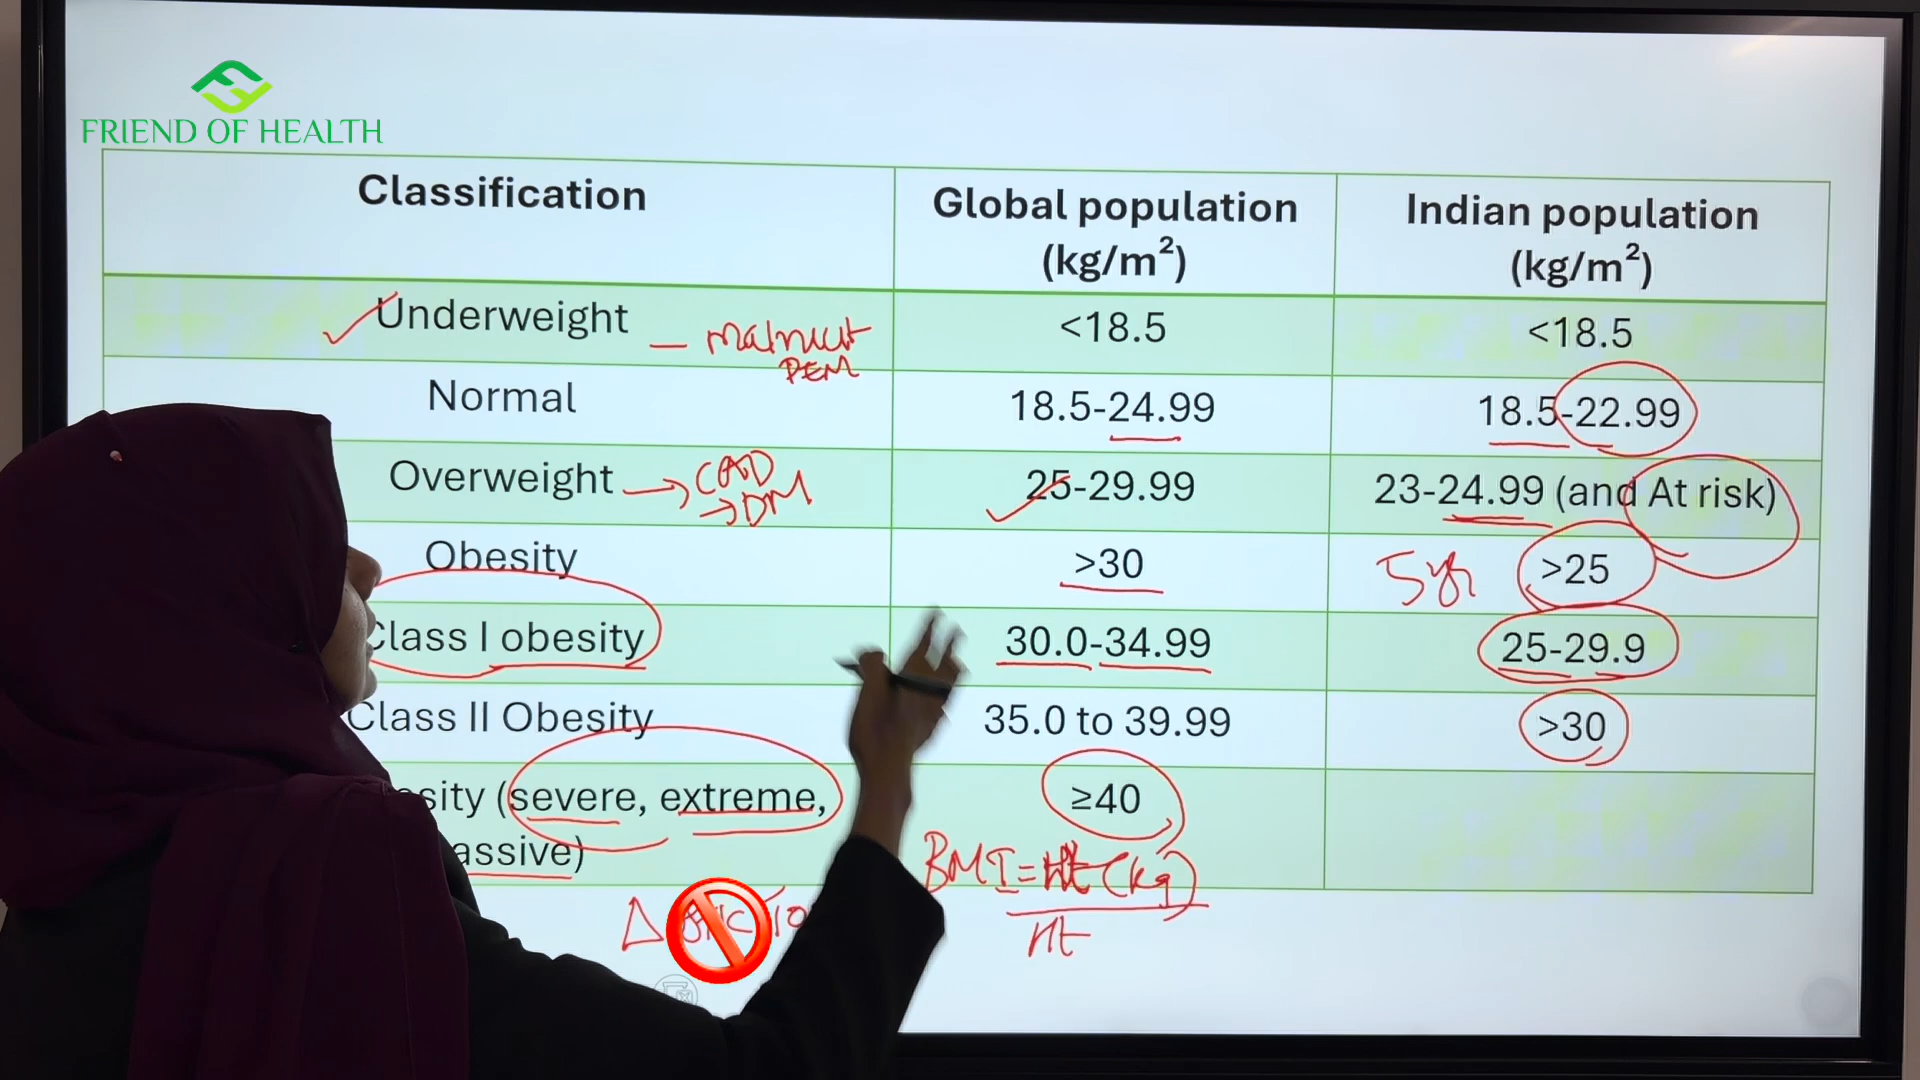 FRIEND OF HEALTH
Classification Global population (kg/m²) Indian population (kg/m²)
Underweight <18.5 <18.5
malnut
PEM
Normal 18.5-24.99 18.5-22.99
Overweight 25-29.99 23-24.99 (and At risk)
CAD
DM
Obesity >30 >25
5yr
Class I obesity 30.0-34.99 25-29.9
Class II Obesity 35.0 to 39.99 >30
sity (severe, extreme, ≥40
assive)
BMI = (kg)
Ht